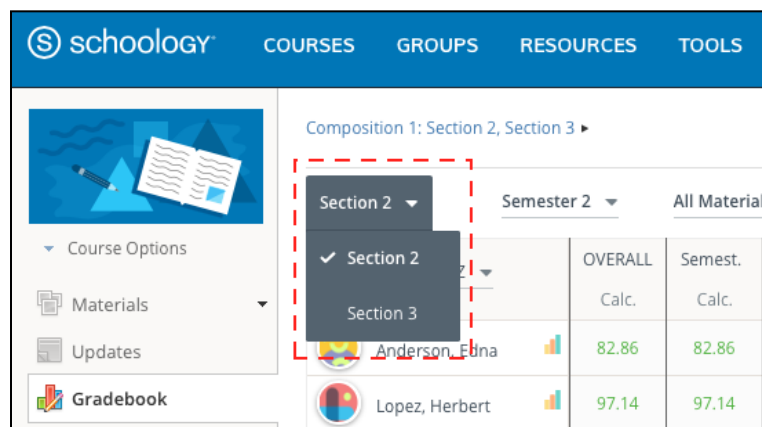 schoology COURSES GROUPS RESOURCES TOOLS
Composition 1: Section 2, Section 3
Section 2 Semester 2
Section 2
Section 3
Course Options
Materials
Updates
Gradebook
OVERALL Semest.
Calc. Calc.
Anderson, Edna 82.86 82.86
Lopez, Herbert 97.14 97.14